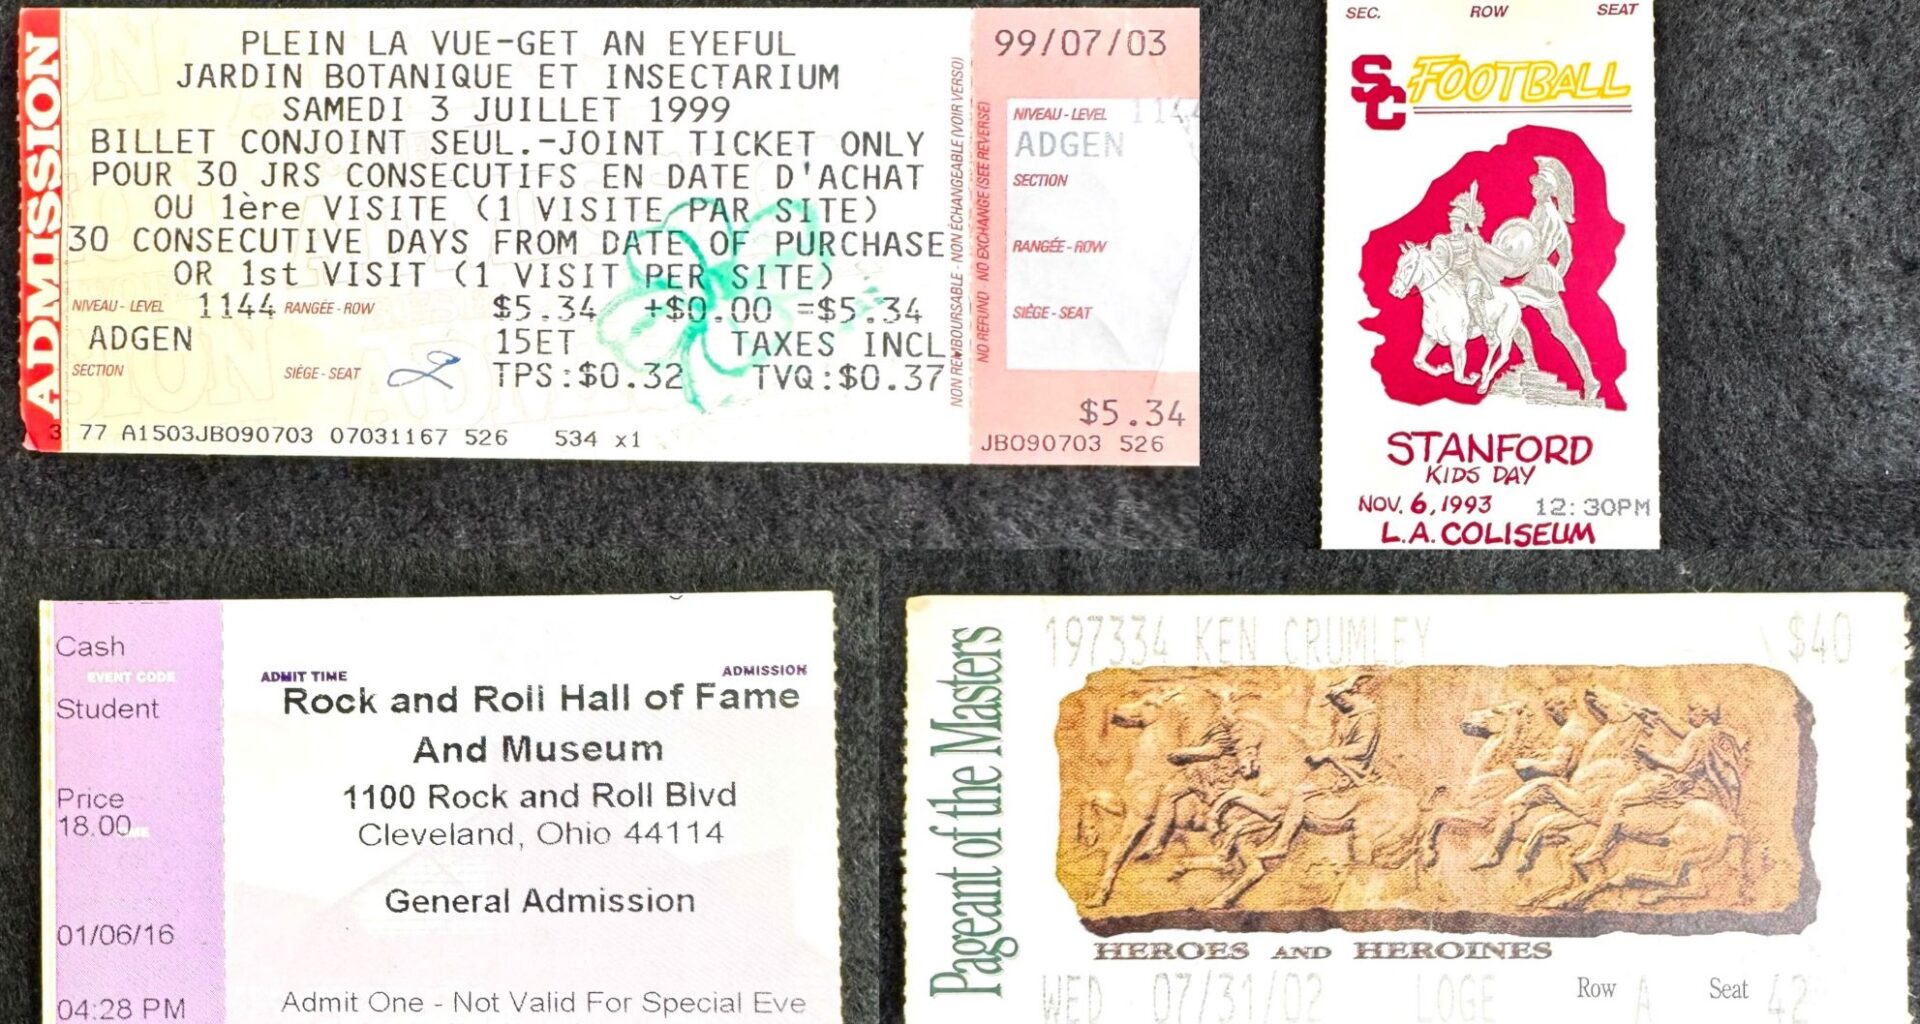 ADMISSION
PLEIN LA VUE-GET AN EYEFUL
JARDIN BOTANIQUE ET INSECTARIUM
SAMEDI 3 JUILLET 1999
BILLET CONJOINT SEUL.-JOINT TICKET ONLY
POUR 30 JRS CONSECUTIFS EN DATE D'ACHAT
OU 1ère VISITE (1 VISITE PAR SITE)
30 CONSECUTIVE DAYS FROM DATE OF PURCHASE
OR 1st VISIT (1 VISIT PER SITE)
NIVEAU - LEVEL 1144 RANGÉE - ROW $5.34 +$0.00 =$5.34
ADGEN 15ET TAXES INCL
SECTION SIÈGE - SEAT 2 TPS:$0.32 TVQ:$0.37
3 77 A1503JB090703 07031167 526 534 x1
NON REMBOURSABLE - NON ÉCHANGEABLE (VOIR VERSO)
NO REFUND NO EXCHANGE (SEE REVERSE)
99/07/03
NIVEAU - LEVEL 1144
ADGEN
SECTION
RANGÉE - ROW
SIÈGE - SEAT
$5.34
JB090703 526
SEC. ROW SEAT
SC FOOTBALL
STANFORD
KIDS DAY
NOV. 6, 1993 12:30PM
L.A. COLISEUM
Cash
EVENT CODE
Student
Price
18.00
01/06/16
04:28 PM
ADMIT TIME ADMISSION
Rock and Roll Hall of Fame
And Museum
1100 Rock and Roll Blvd
Cleveland, Ohio 44114
General Admission
Admit One - Not Valid For Special Eve
Pageant of the Masters
197334 KEN CRUMLEY $40
HEROES AND HEROINES
WED 07/31/02 LOGE Row A Seat 42